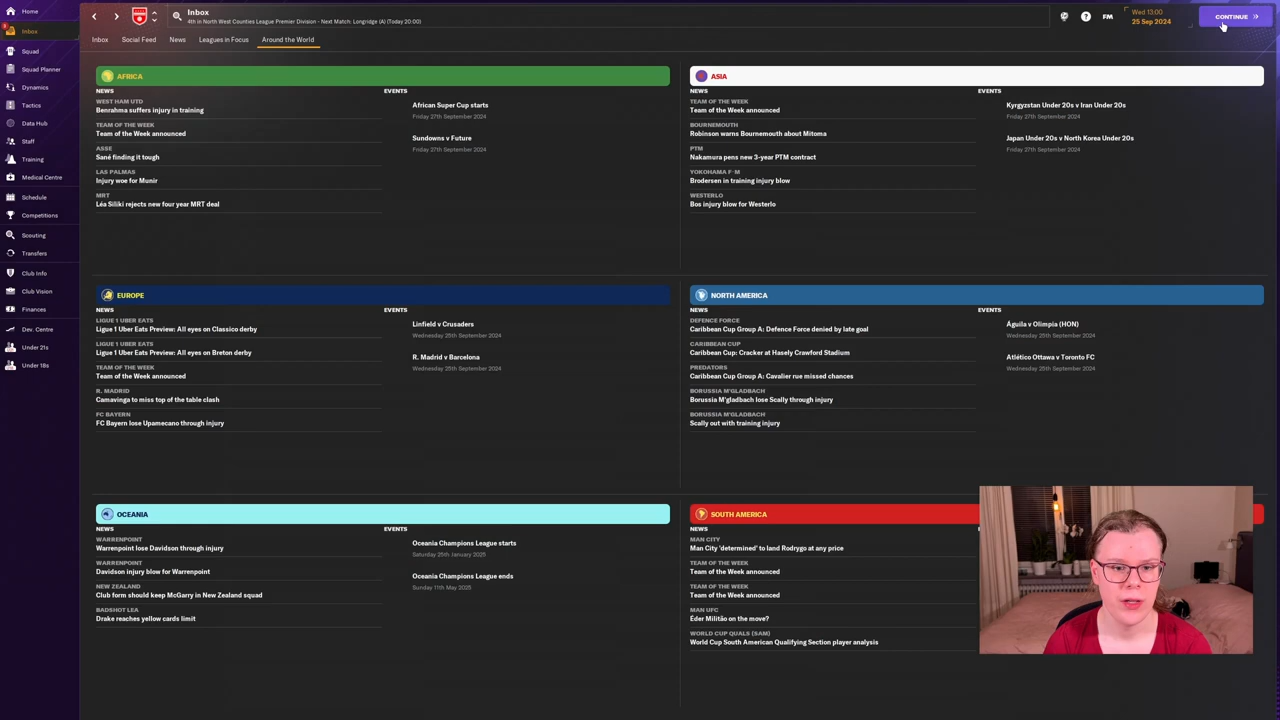 Home
Inbox
Squad
Squad Planner
Dynamics
Tactics
Data Hub
Staff
Training
Medical Centre
Schedule
Competitions
Scouting
Transfers
Club Info
Club Vision
Finances
Dev. Centre
Under 21s
Under 18s
Inbox
4th in North West Counties League Premier Division - Next Match: Longridge (A) (Today 20:00)
FM
Wed 13:00
25 Sep 2024
CONTINUE
Inbox Social Feed News Leagues in Focus Around the World
AFRICA
NEWS
WEST HAM UTD
Benrahma suffers injury in training
TEAM OF THE WEEK
Team of the Week announced
ASSE
Sané finding it tough
LAS PALMAS
Injury woe for Munir
MRT
Léa Siliki rejects new four year MRT deal
EVENTS
African Super Cup starts
Friday 27th September 2024
Sundowns v Future
Friday 27th September 2024
ASIA
NEWS
TEAM OF THE WEEK
Team of the Week announced
BOURNEMOUTH
Robinson warns Bournemouth about Mitoma
PTM
Nakamura pens new 3-year PTM contract
YOKOHAMA F·M
Brodersen in training injury blow
WESTERLO
Bos injury blow for Westerlo
EVENTS
Kyrgyzstan Under 20s v Iran Under 20s
Friday 27th September 2024
Japan Under 20s v North Korea Under 20s
Friday 27th September 2024
EUROPE
NEWS
LIGUE 1 UBER EATS
Ligue 1 Uber Eats Preview: All eyes on Classico derby
LIGUE 1 UBER EATS
Ligue 1 Uber Eats Preview: All eyes on Breton derby
TEAM OF THE WEEK
Team of the Week announced
R. MADRID
Camavinga to miss top of the table clash
FC BAYERN
FC Bayern lose Upamecano through injury
EVENTS
Linfield v Crusaders
Wednesday 25th September 2024
R. Madrid v Barcelona
Wednesday 25th September 2024
NORTH AMERICA
NEWS
DEFENCE FORCE
Caribbean Cup Group A: Defence Force denied by late goal
CARIBBEAN CUP
Caribbean Cup: Cracker at Hasely Crawford Stadium
PREDATORS
Caribbean Cup Group A: Cavalier rue missed chances
BORUSSIA M'GLADBACH
Borussia M'gladbach lose Scally through injury
BORUSSIA M'GLADBACH
Scally out with training injury
EVENTS
Águila v Olimpia (HON)
Wednesday 25th September 2024
Atlético Ottawa v Toronto FC
Wednesday 25th September 2024
OCEANIA
NEWS
WARRENPOINT
Warrenpoint lose Davidson through injury
WARRENPOINT
Davidson injury blow for Warrenpoint
NEW ZEALAND
Club form should keep McGarry in New Zealand squad
BADSHOT LEA
Drake reaches yellow cards limit
EVENTS
Oceania Champions League starts
Saturday 25th January 2025
Oceania Champions League ends
Sunday 11th May 2025
SOUTH AMERICA
NEWS
MAN CITY
Man City 'determined' to land Rodrygo at any price
TEAM OF THE WEEK
Team of the Week announced
TEAM OF THE WEEK
Team of the Week announced
MAN UFC
Éder Militão on the move?
WORLD CUP QUALS (SAM)
World Cup South American Qualifying Section player analysis